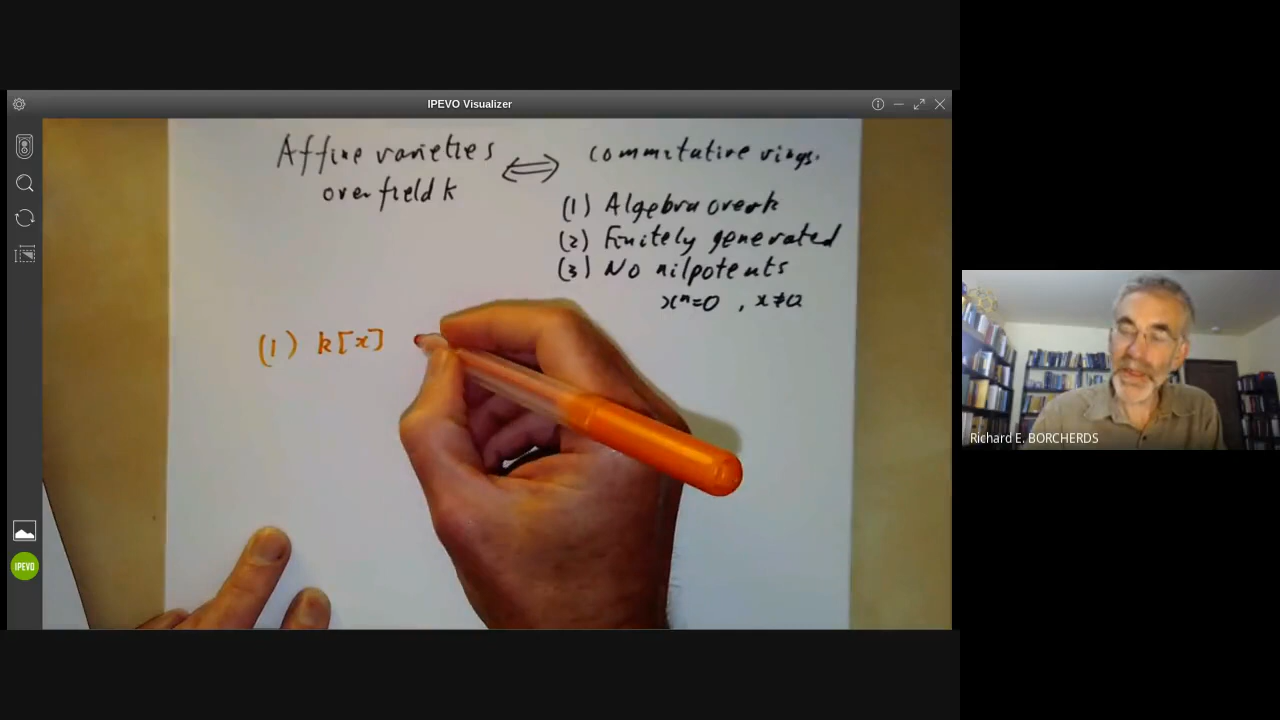 IPEVO Visualizer
Affine varieties ⇔ commutative rings.
over field k
(1) Algebra over k
(2) Finitely generated
(3) No nilpotents
xⁿ=0 , x≠0
(1) k[x]
Richard E. BORCHERDS
IPEVO